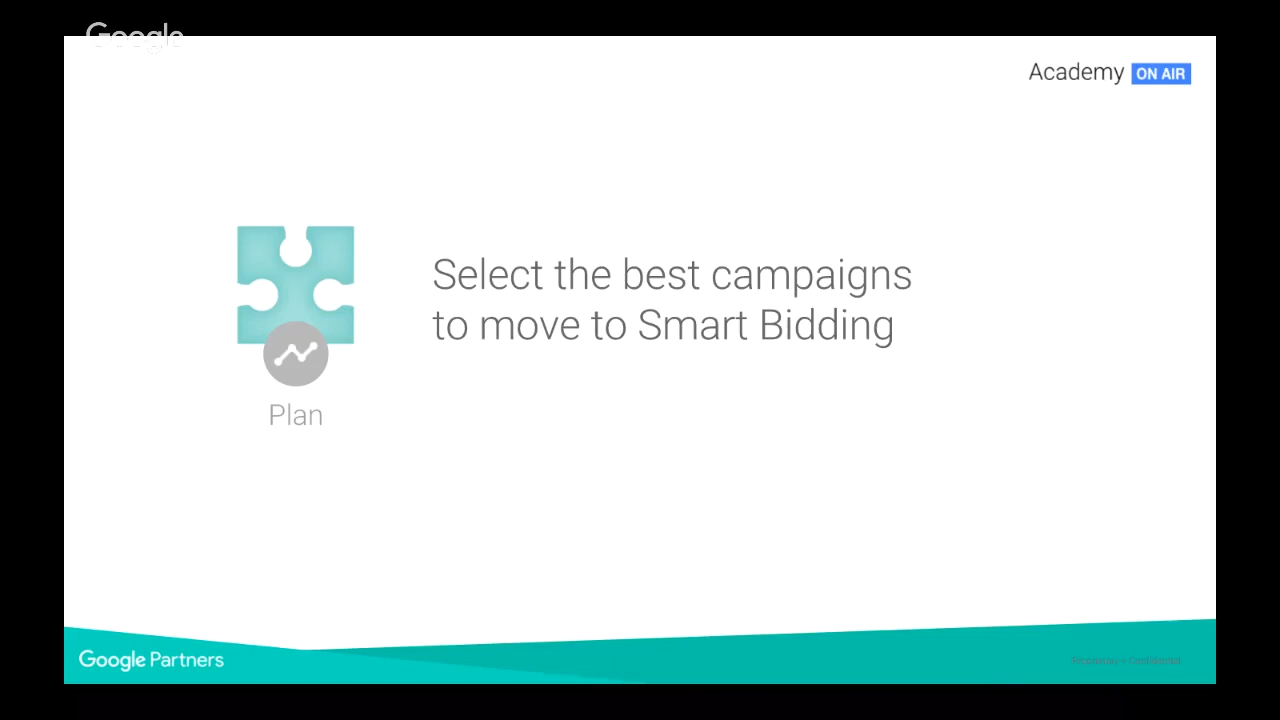 Google
Academy ON AIR
Select the best campaigns
to move to Smart Bidding
Plan
Google Partners